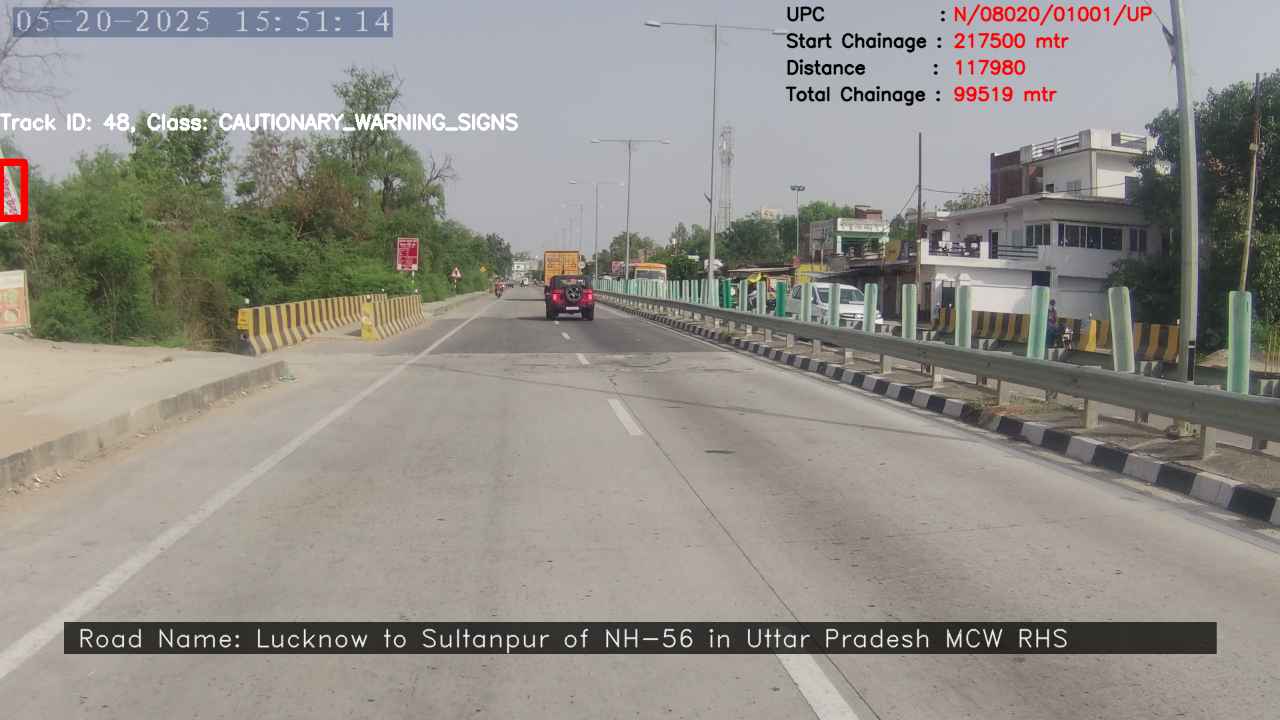 05-20-2025 15:51:14
UPC : N/08020/01001/UP
Start Chainage : 217500 mtr
Distance : 117980
Total Chainage : 99519 mtr
Track ID: 48, Class: CAUTIONARY_WARNING_SIGNS
Road Name: Lucknow to Sultanpur of NH-56 in Uttar Pradesh MCW RHS